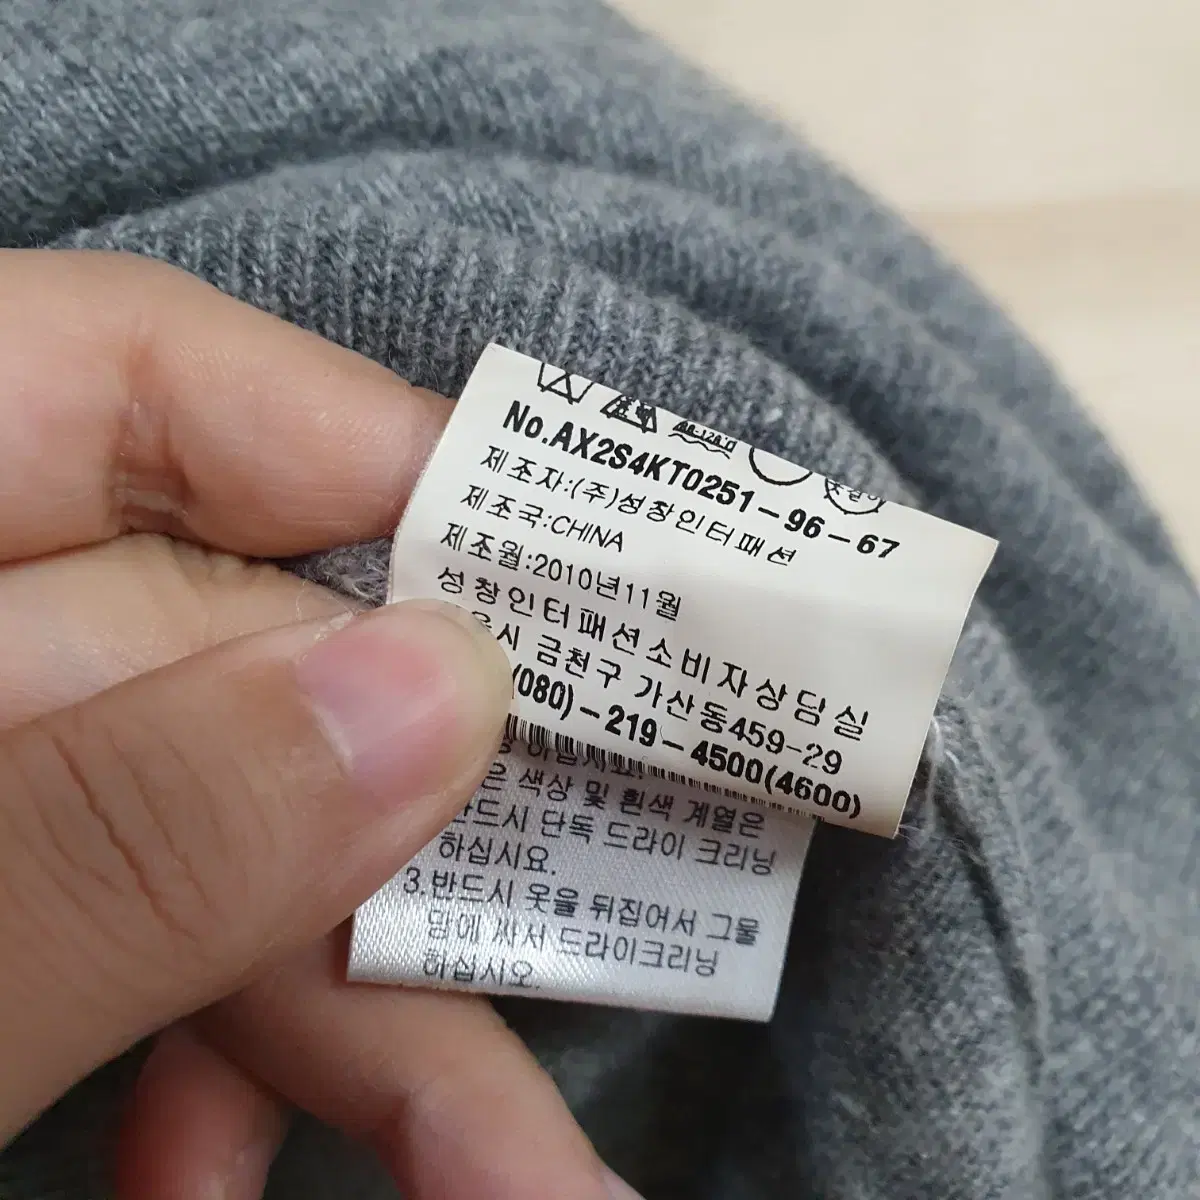 No.AX2S4KT0251-96-67
제조자:(주)성창인터패션
제조국:CHINA
제조월:2010년11월
성창인터패션소비자상담실
금천구 가산동459-29
(080)-219-4500(4600)
하십시요.
색상 및 흰색 계열은
반드시 단독 드라이 크리닝
하십시요.
3.반드시 옷을 뒤집어서 그물
망에 싸서 드라이크리닝
하십시오.